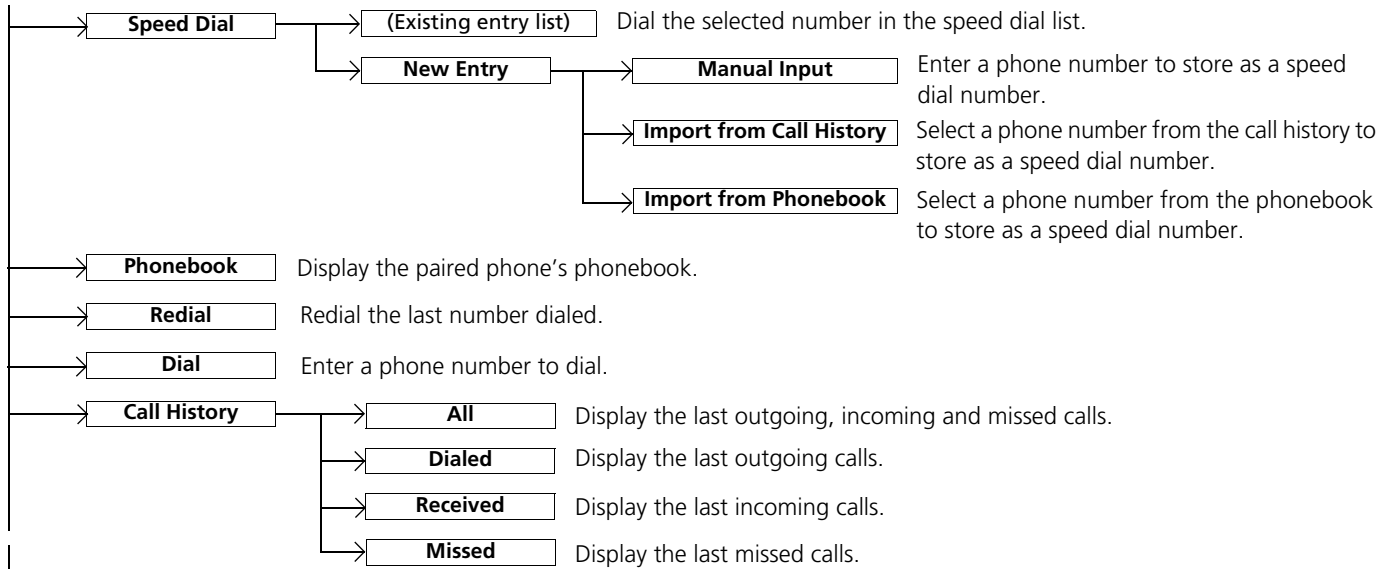 Speed Dial
(Existing entry list)
Dial the selected number in the speed dial list.
New Entry
Manual Input
Enter a phone number to store as a speed
dial number.
Import from Call History
Select a phone number from the call history to
store as a speed dial number.
Import from Phonebook
Select a phone number from the phonebook
to store as a speed dial number.
Phonebook
Display the paired phone’s phonebook.
Redial
Redial the last number dialed.
Dial
Enter a phone number to dial.
Call History
All
Display the last outgoing, incoming and missed calls.
Dialed
Display the last outgoing calls.
Received
Display the last incoming calls.
Missed
Display the last missed calls.